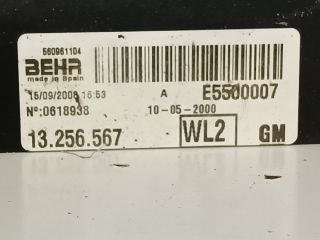 560961104
BEHR
made in Spain
15/09/2006 16:53 A E5500007
Nº:0618938 10-05-2000
13.256.567 WL2 GM